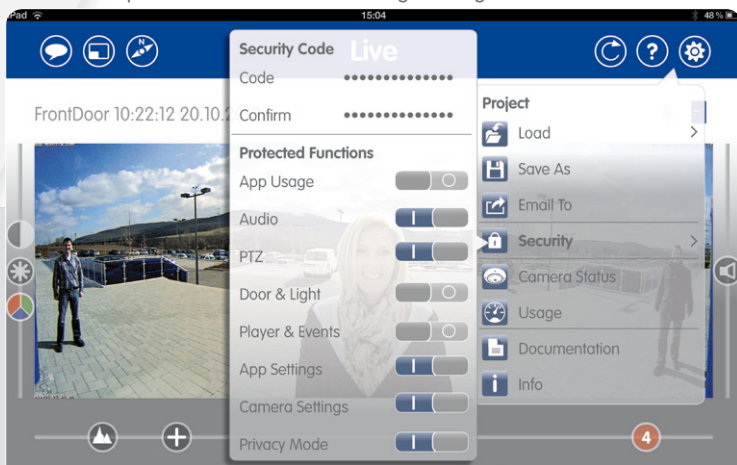 iPad 15:04 48 %
Live
FrontDoor 10:22:12 20.10.2
Security Code
Code ••••••••••••••
Confirm ••••••••••••••
Protected Functions
App Usage
Audio
PTZ
Door & Light
Player & Events
App Settings
Camera Settings
Privacy Mode
Project
Load
Save As
Email To
Security
Camera Status
Usage
Documentation
Info
N
4